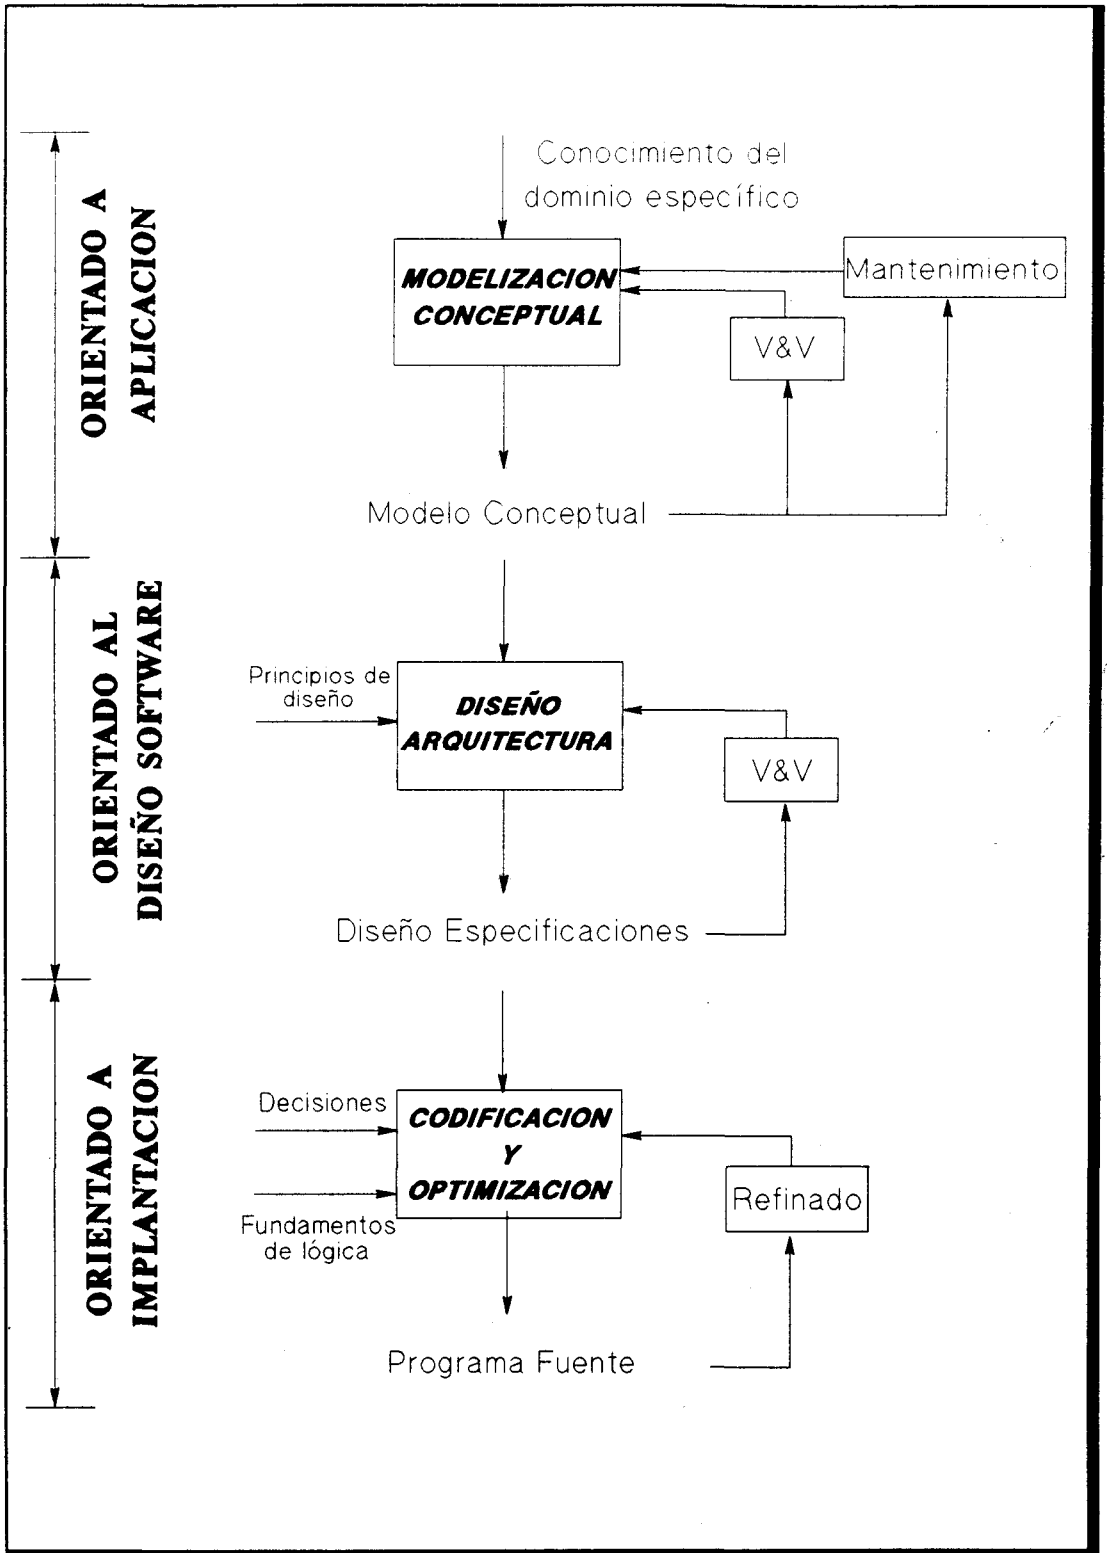 ORIENTADO A
APLICACION
Conocimiento del
dominio específico
MODELIZACION
CONCEPTUAL
Mantenimiento
V&V
Modelo Conceptual
ORIENTADO AL
DISEÑO SOFTWARE
Principios de
diseño
DISEÑO
ARQUITECTURA
V&V
Diseño Especificaciones
ORIENTADO A
IMPLANTACION
Decisiones
CODIFICACION
Y
OPTIMIZACION
Refinado
Fundamentos
de lógica
Programa Fuente